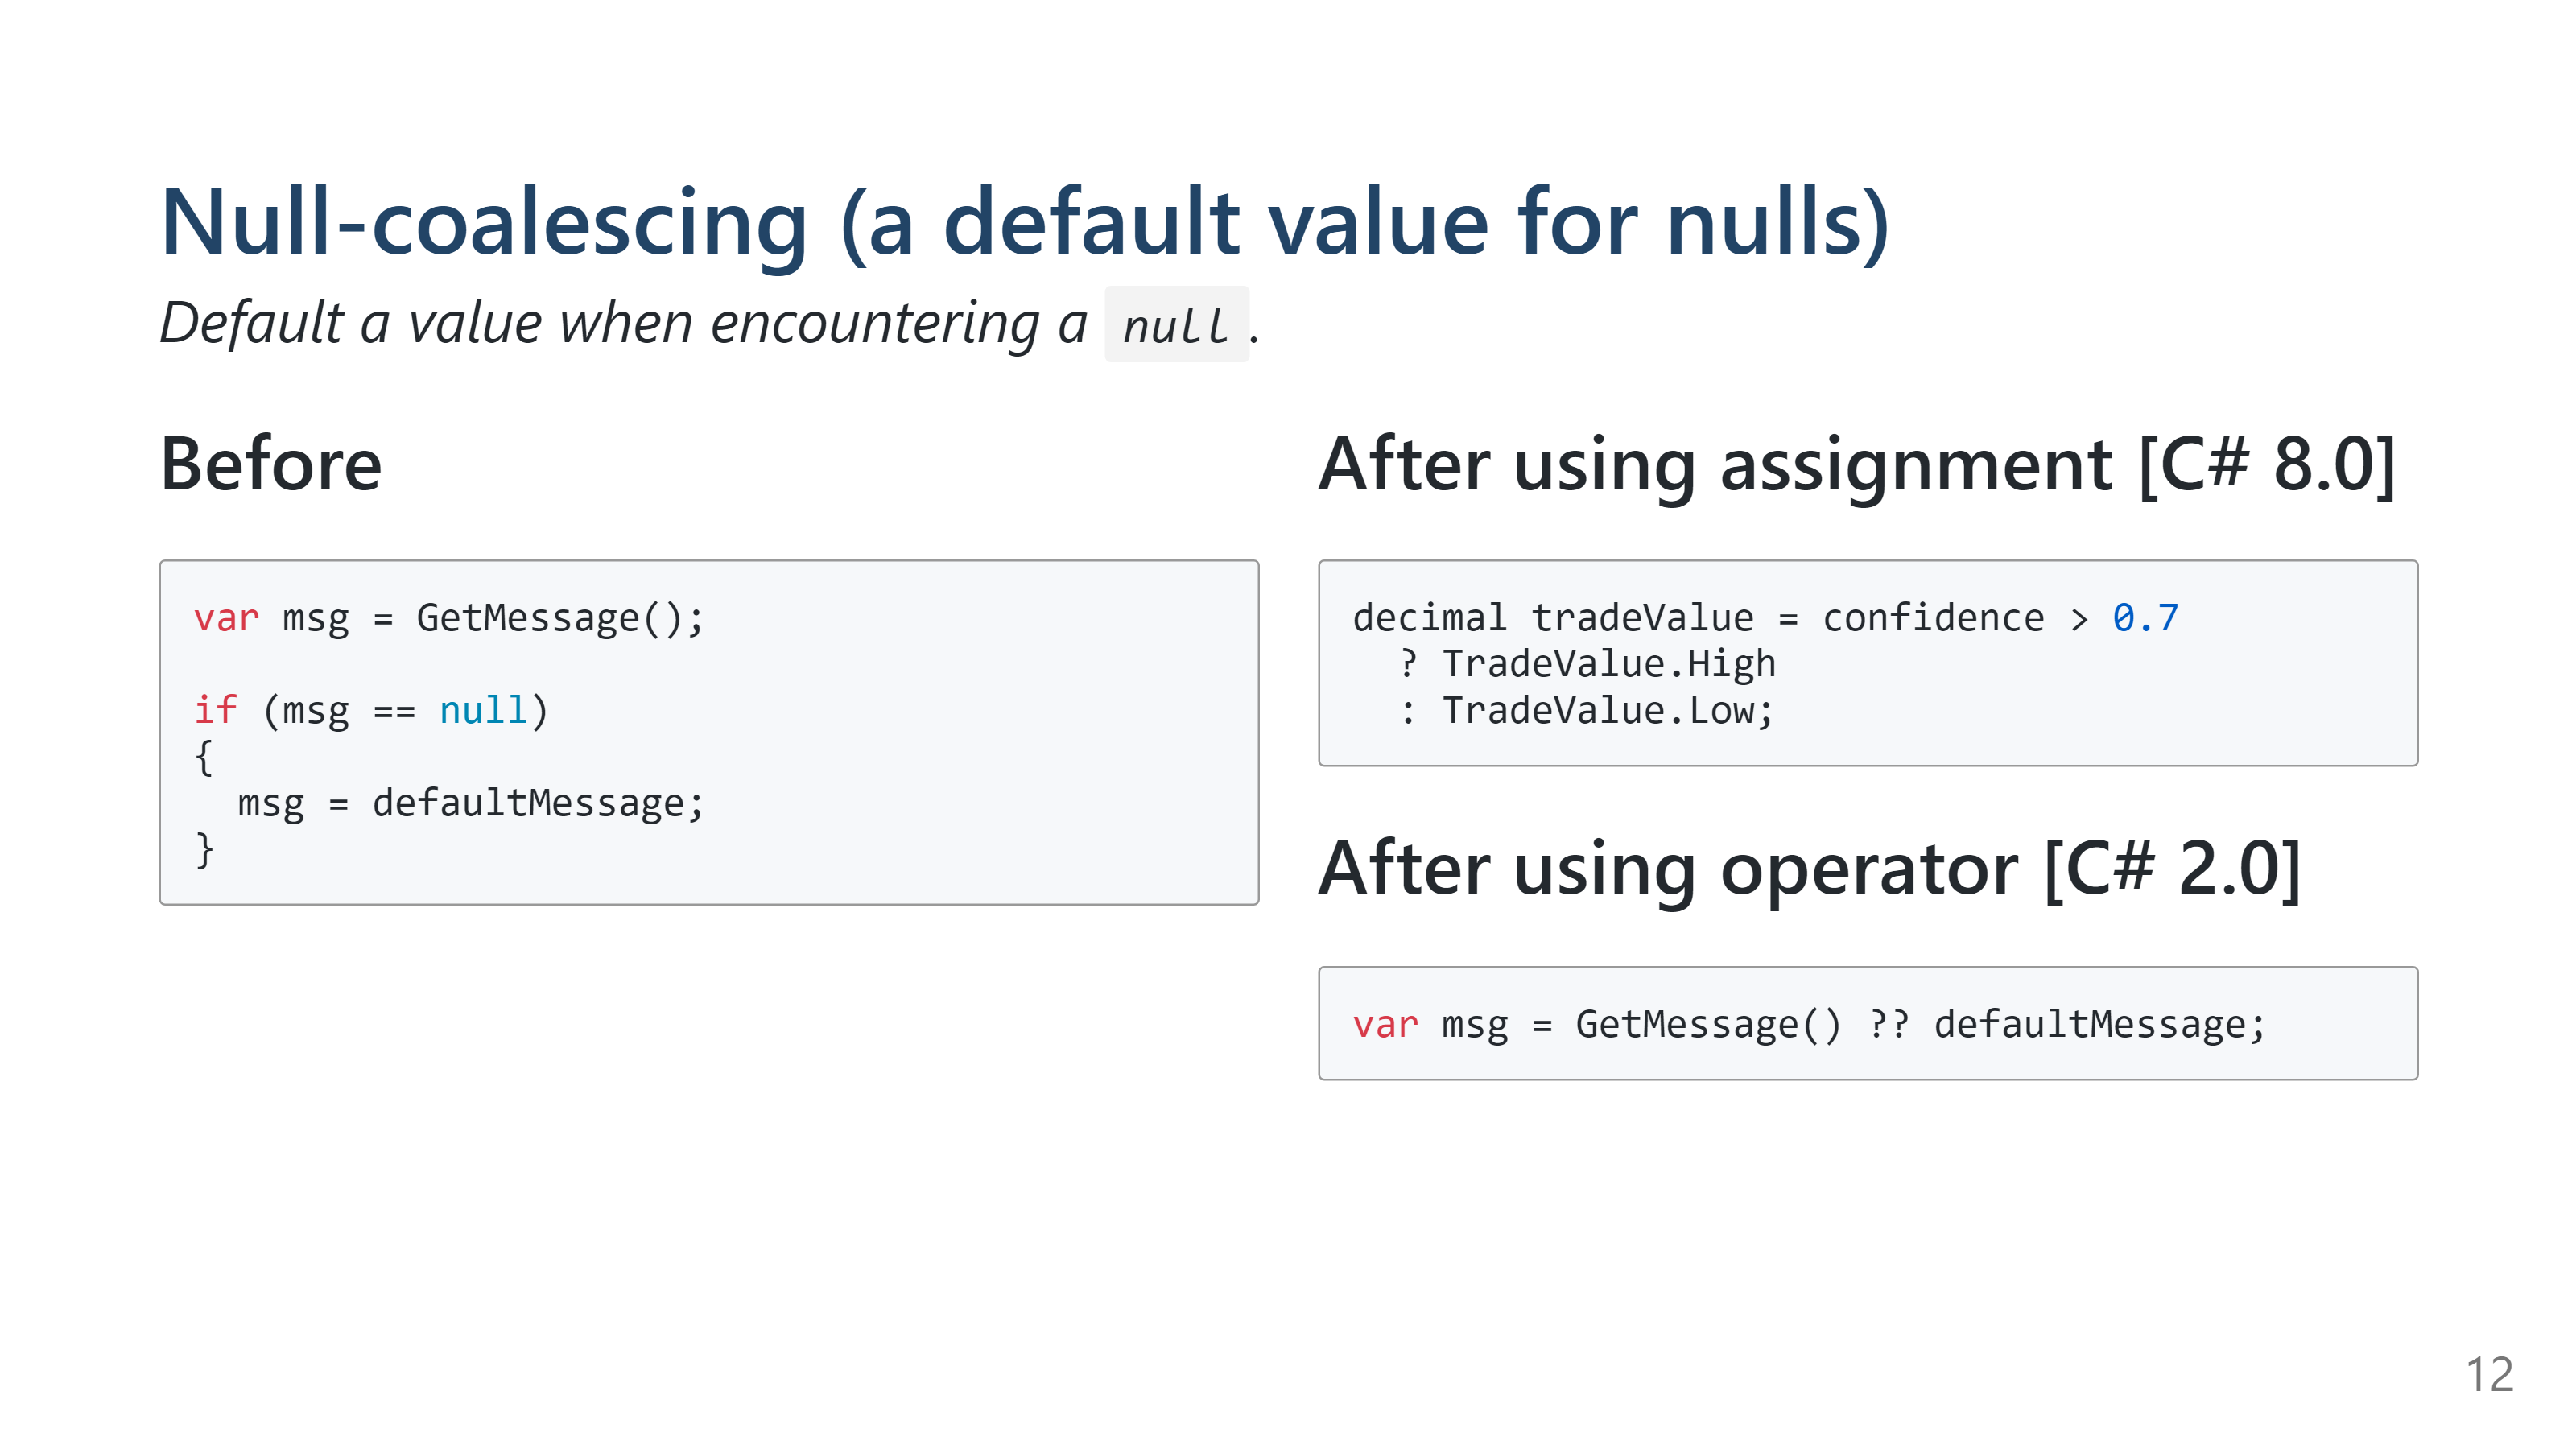 Null-coalescing (a default value for nulls)
Default a value when encountering a null .
Before
var msg = GetMessage();
if (msg == null)
{
  msg = defaultMessage;
}
After using assignment [C# 8.0]
decimal tradeValue = confidence > 0.7
  ? TradeValue.High
  : TradeValue.Low;
After using operator [C# 2.0]
var msg = GetMessage() ?? defaultMessage;
12